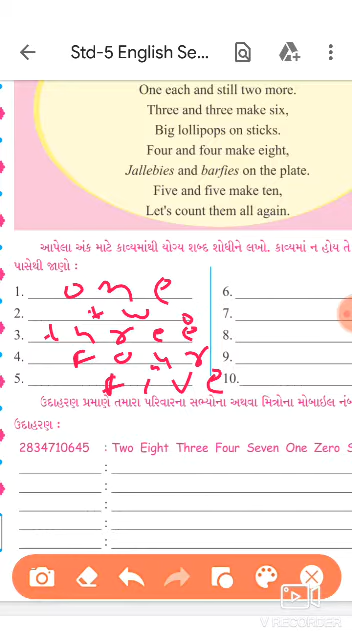 Std-5 English Se...
One each and still two more.
Three and three make six,
Big lollipops on sticks.
Four and four make eight,
Jallebies and barfies on the plate.
Five and five make ten,
Let's count them all again.
આપેલા અંક માટે કાવ્યમાંથી યોગ્ય શબ્દ શોધીને લખો. કાવ્યમાં ન હોય તે
પાસેથી જાણો :
1. one 6.
2. tw 7.
3. three 8.
4. Four 9.
5. five 10.
ઉદાહરણ પ્રમાણે તમારા પરિવારના સભ્યોના અથવા મિત્રોના મોબાઇલ નંબ
ઉદાહરણ :
2834710645 : Two Eight Three Four Seven One Zero S
:
:
:
:
:
V RECORDER